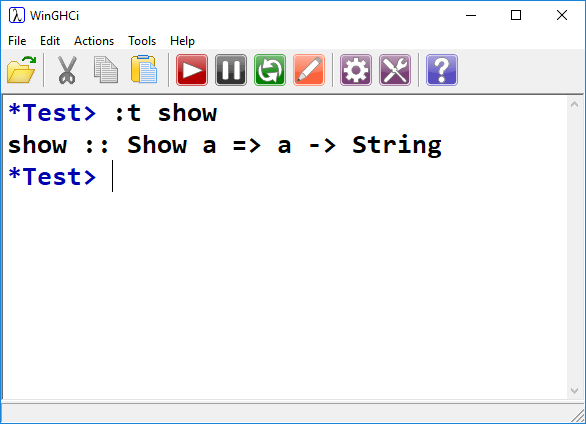 WinGHCi
File Edit Actions Tools Help
*Test> :t show
show :: Show a => a -> String
*Test>